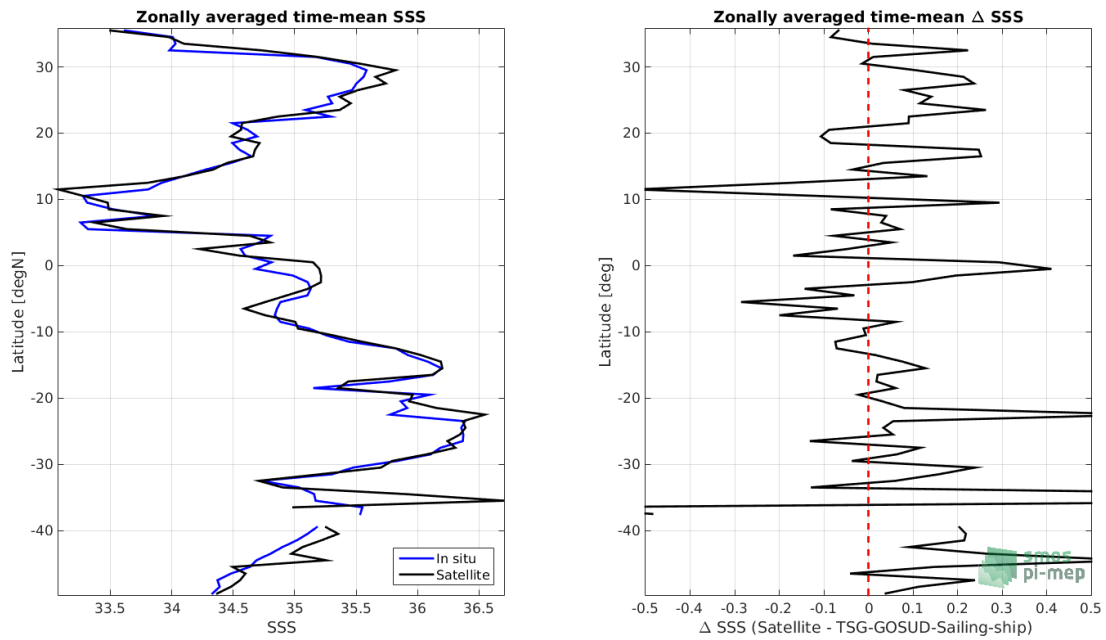 Zonally averaged time-mean SSS
Latitude [degN]
30
20
10
0
-10
-20
-30
-40
33.5 34 34.5 35 35.5 36 36.5
SSS
In situ
Satellite
Zonally averaged time-mean Δ SSS
Latitude [deg]
30
20
10
0
-10
-20
-30
-40
-0.5 -0.4 -0.3 -0.2 -0.1 0 0.1 0.2 0.3 0.4 0.5
Δ SSS (Satellite - TSG-GOSUD-Sailing-ship)
smos
pi-mep